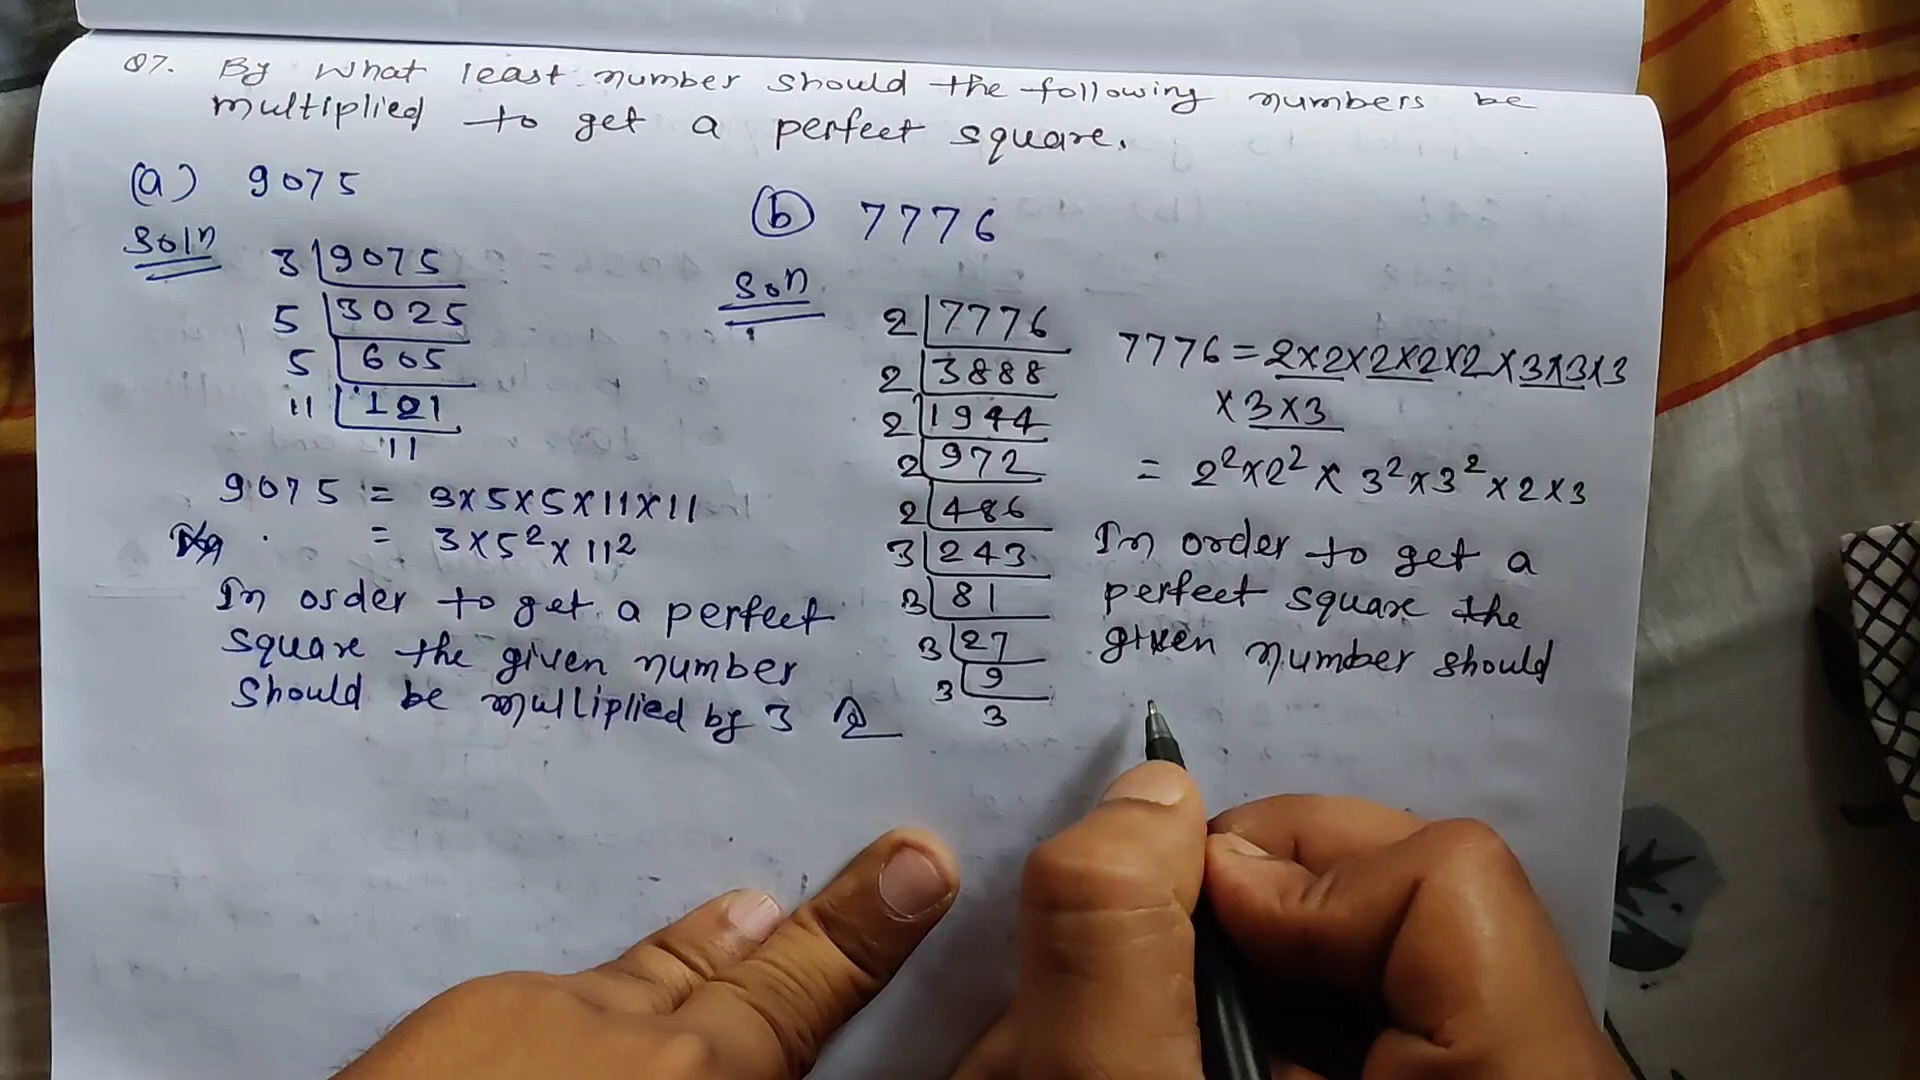 Q7. By what least number should the following numbers be
multiplied to get a perfect square.
(a) 9075
Soln
3 | 9075
5 | 3025
5 | 605
11 | 121
11
9075 = 3×5×5×11×11
= 3×5²×11²
In order to get a perfect
square the given number
should be multiplied by 3
(b) 7776
Son
2 | 7776
2 | 3888
2 | 1944
2 | 972
2 | 486
3 | 243
3 | 81
3 | 27
3 | 9
3
7776 = 2×2×2×2×2×3×3×3
×3×3
= 2²×2²×3²×3²×2×3
In order to get a
perfect square the
given number should